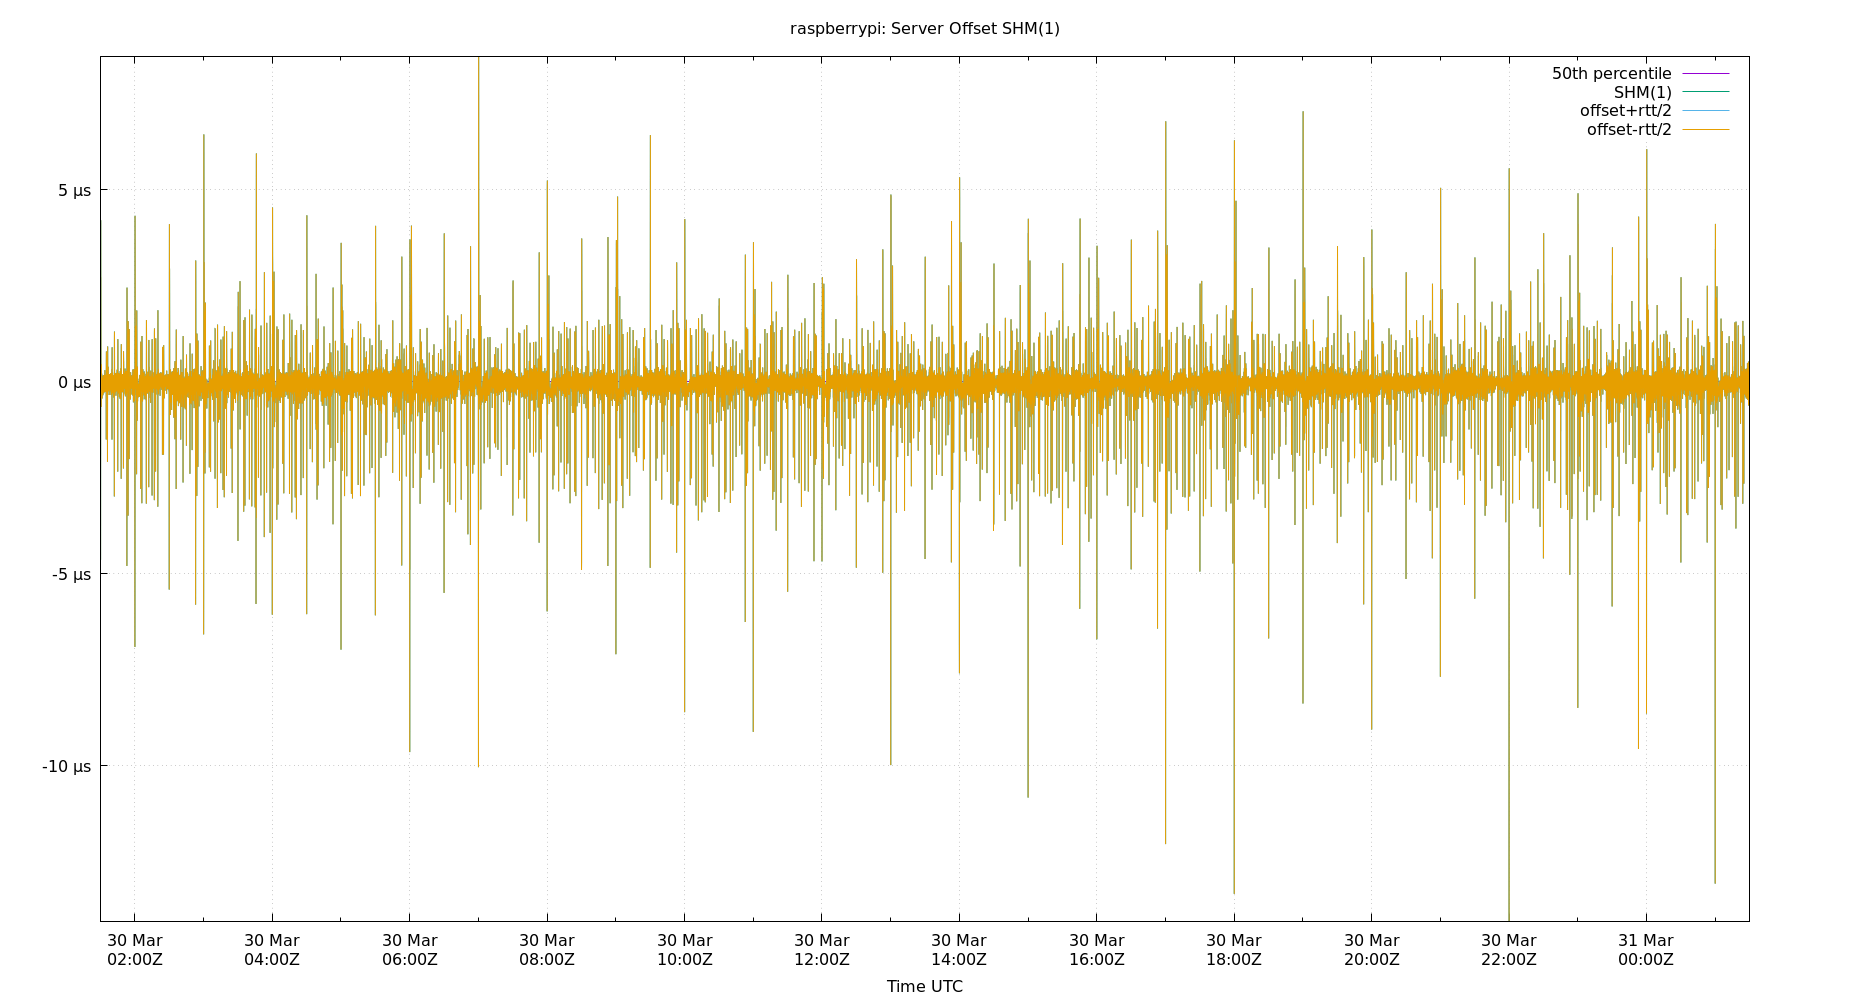 raspberrypi: Server Offset SHM(1)
50th percentile
SHM(1)
offset+rtt/2
offset-rtt/2
5 µs
0 µs
-5 µs
-10 µs
30 Mar 30 Mar 30 Mar 30 Mar 30 Mar 30 Mar 30 Mar 30 Mar 30 Mar 30 Mar 30 Mar 31 Mar
02:00Z 04:00Z 06:00Z 08:00Z 10:00Z 12:00Z 14:00Z 16:00Z 18:00Z 20:00Z 22:00Z 00:00Z
Time UTC